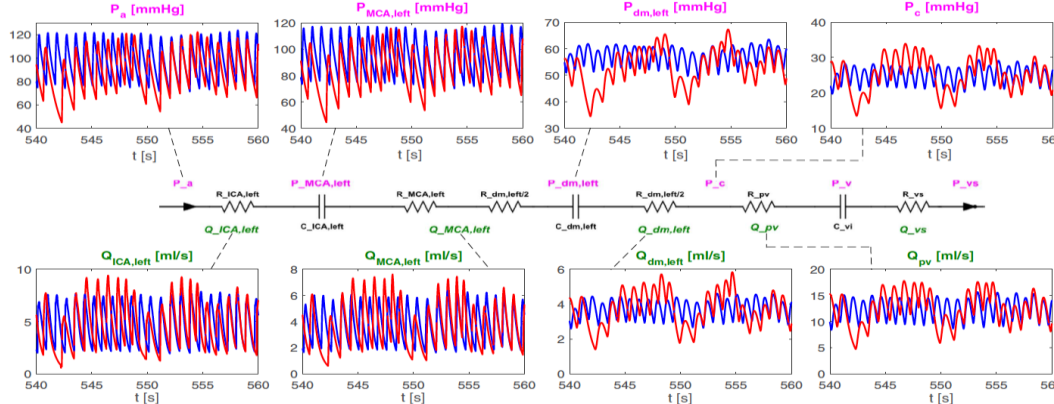 P_a [mmHg]
P_MCA,left [mmHg]
P_dm,left [mmHg]
P_c [mmHg]
120
100
80
60
40
540
545
550
555
560
t [s]
120
100
80
60
40
540
545
550
555
560
t [s]
70
60
50
40
30
540
545
550
555
560
t [s]
40
30
20
10
540
545
550
555
560
t [s]
P_a
P_MCA,left
P_dm,left
P_c
P_v
P_vs
R_ICA,left
R_MCA,left
R_dm,left/2
R_dm,left/2
R_pv
R_vs
Q_ICA,left
C_ICA,left
Q_MCA,left
C_dm,left
Q_dm,left
Q_pv
C_vi
Q_vs
Q_ICA,left [ml/s]
Q_MCA,left [ml/s]
Q_dm,left [ml/s]
Q_pv [ml/s]
10
5
0
540
545
550
555
560
t [s]
8
6
4
2
0
540
545
550
555
560
t [s]
6
4
2
0
540
545
550
555
560
t [s]
20
15
10
5
0
540
545
550
555
560
t [s]